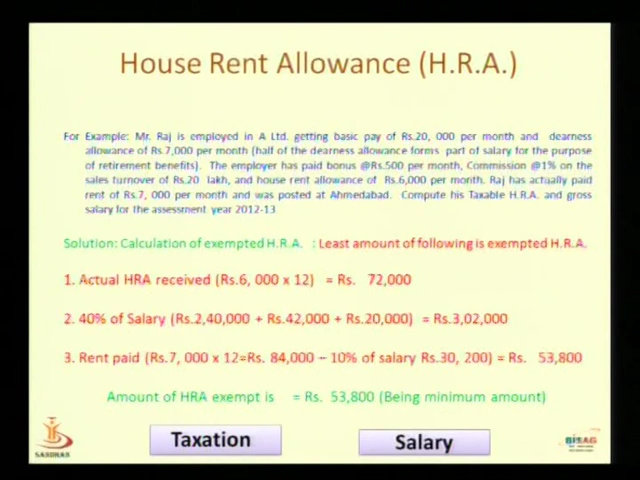 House Rent Allowance (H.R.A.)
For Example: Mr. Raj is employed in A Ltd. getting basic pay of Rs.20, 000 per month and dearness
allowance of Rs.7,000 per month (half of the dearness allowance forms part of salary for the purpose
of retirement benefits). The employer has paid bonus @Rs.500 per month, Commission @1% on the
sales turnover of Rs.20 lakh, and house rent allowance of Rs.6,000 per month. Raj has actually paid
rent of Rs.7, 000 per month and was posted at Ahmedabad. Compute his Taxable H.R.A. and gross
salary for the assessment year 2012-13
Solution: Calculation of exempted H.R.A. : Least amount of following is exempted H.R.A.
1. Actual HRA received (Rs.6, 000 x 12) = Rs. 72,000
2. 40% of Salary (Rs.2,40,000 + Rs.42,000 + Rs.20,000) = Rs.3,02,000
3. Rent paid (Rs.7, 000 x 12=Rs. 84,000 – 10% of salary Rs.30, 200) = Rs. 53,800
Amount of HRA exempt is = Rs. 53,800 (Being minimum amount)
Taxation
Salary
SANDHAN
BISAG